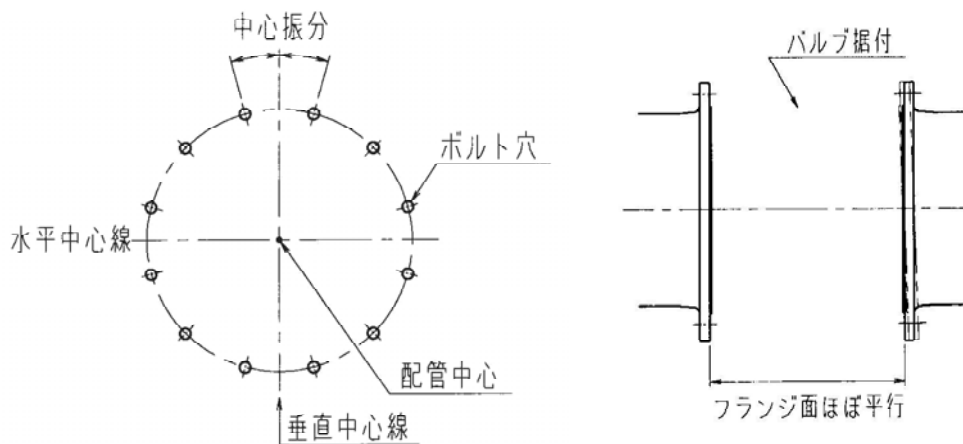 中心振分
バルブ据付
ボルト穴
水平中心線
配管中心
垂直中心線
フランジ面ほぼ平行